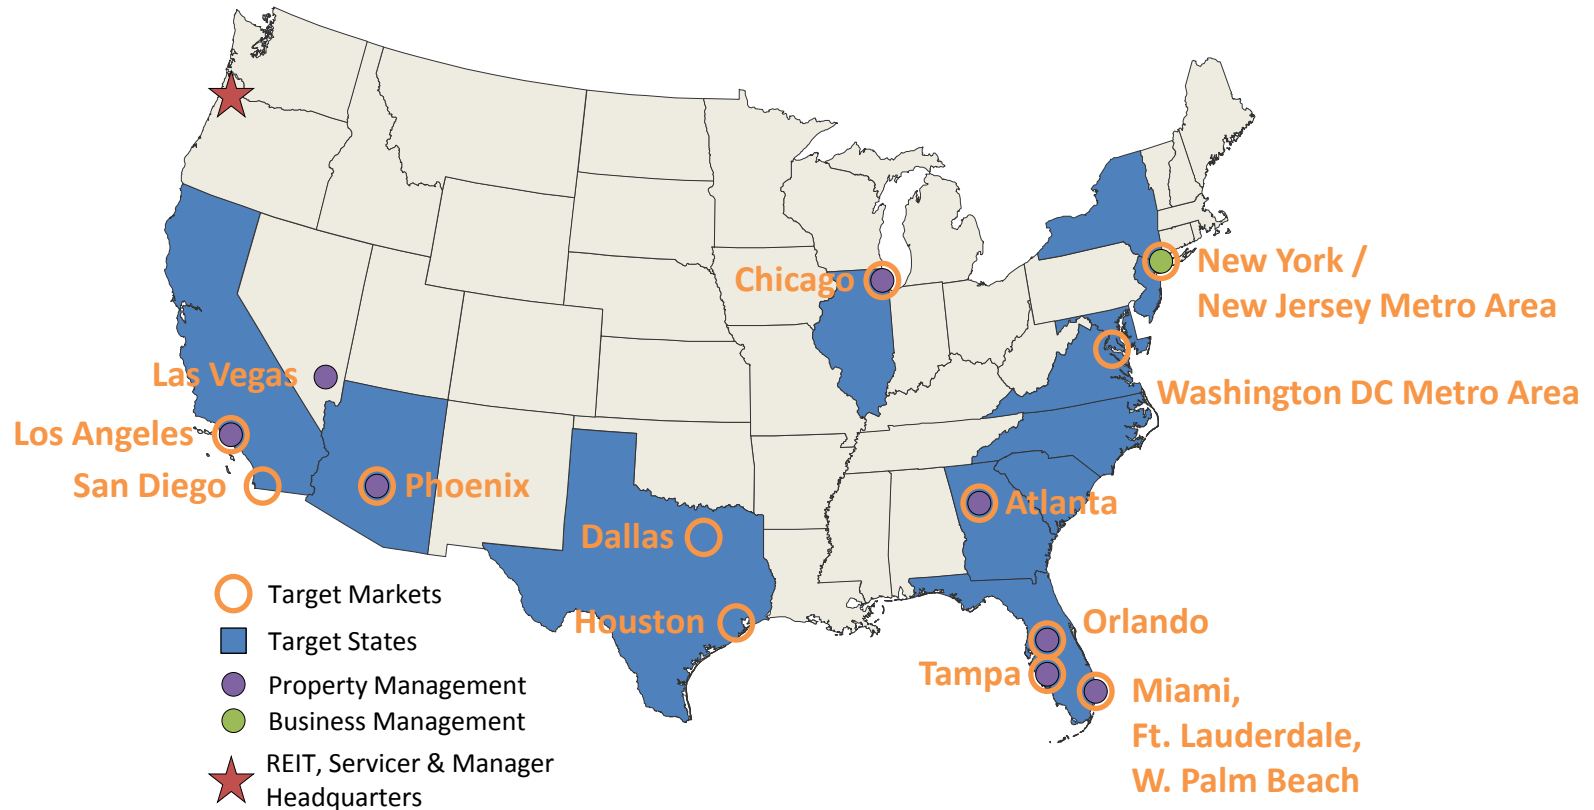 Chicago
New York /
New Jersey Metro Area
Las Vegas
Washington DC Metro Area
Los Angeles
San Diego
Phoenix
Atlanta
Dallas
Houston
Orlando
Tampa
Miami,
Ft. Lauderdale,
W. Palm Beach
Target Markets
Target States
Property Management
Business Management
REIT, Servicer & Manager
Headquarters